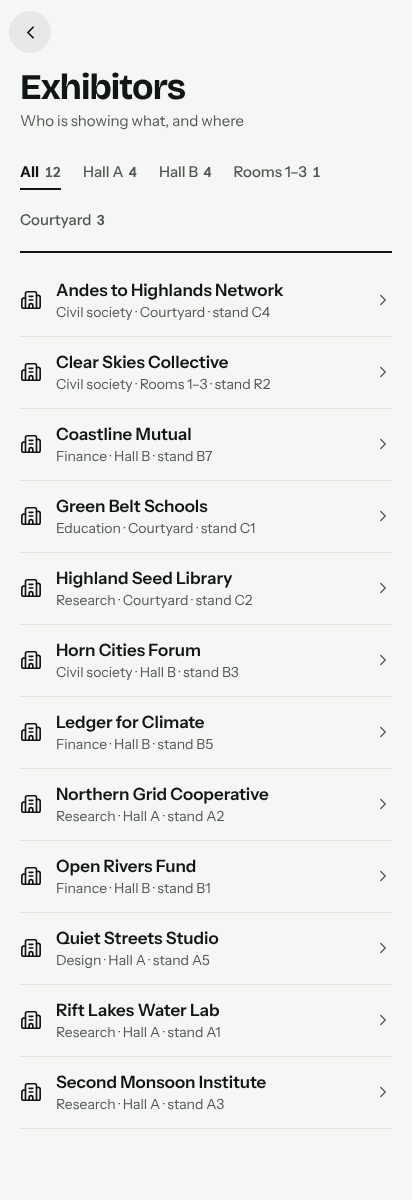 Exhibitors
Who is showing what, and where
All 12 Hall A 4 Hall B 4 Rooms 1–3 1
Courtyard 3
Andes to Highlands Network
Civil society · Courtyard · stand C4
Clear Skies Collective
Civil society · Rooms 1–3 · stand R2
Coastline Mutual
Finance · Hall B · stand B7
Green Belt Schools
Education · Courtyard · stand C1
Highland Seed Library
Research · Courtyard · stand C2
Horn Cities Forum
Civil society · Hall B · stand B3
Ledger for Climate
Finance · Hall B · stand B5
Northern Grid Cooperative
Research · Hall A · stand A2
Open Rivers Fund
Finance · Hall B · stand B1
Quiet Streets Studio
Design · Hall A · stand A5
Rift Lakes Water Lab
Research · Hall A · stand A1
Second Monsoon Institute
Research · Hall A · stand A3